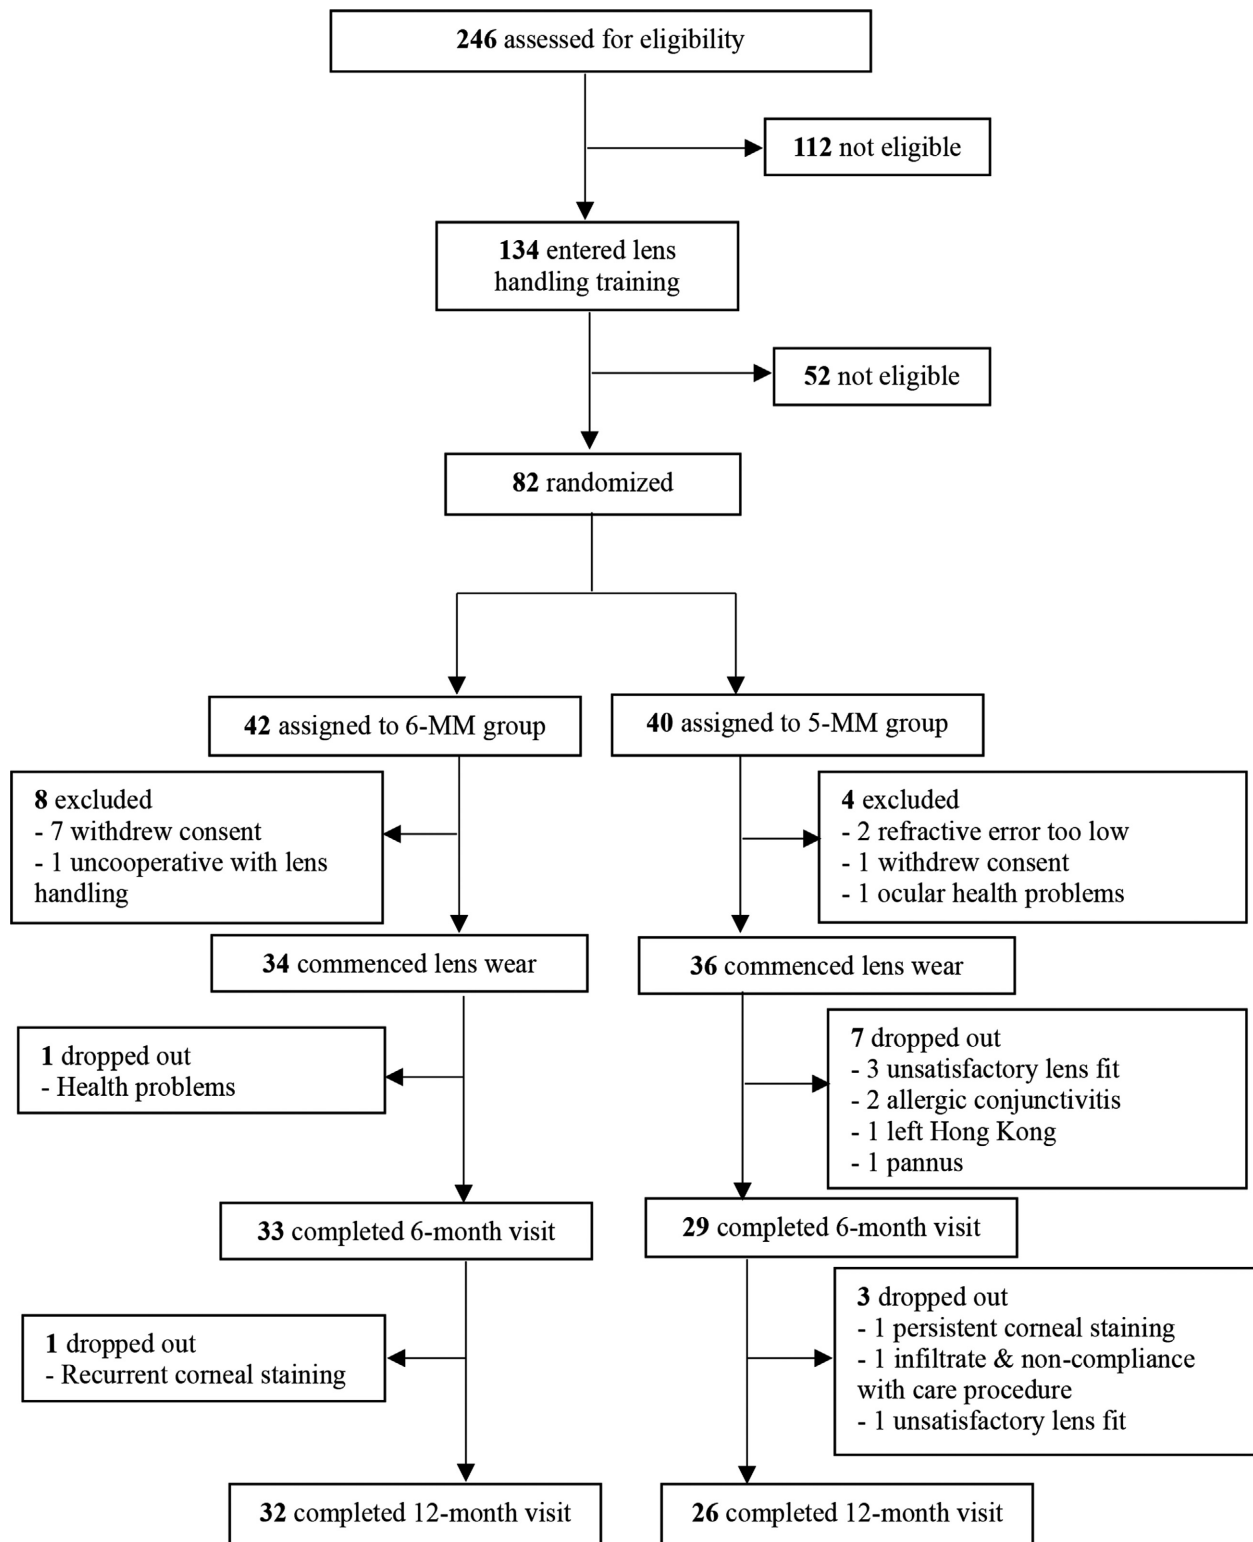 246 assessed for eligibility
112 not eligible
134 entered lens
handling training
52 not eligible
82 randomized
42 assigned to 6-MM group
40 assigned to 5-MM group
8 excluded
- 7 withdrew consent
- 1 uncooperative with lens
handling
4 excluded
- 2 refractive error too low
- 1 withdrew consent
- 1 ocular health problems
34 commenced lens wear
36 commenced lens wear
1 dropped out
- Health problems
7 dropped out
- 3 unsatisfactory lens fit
- 2 allergic conjunctivitis
- 1 left Hong Kong
- 1 pannus
33 completed 6-month visit
29 completed 6-month visit
1 dropped out
- Recurrent corneal staining
3 dropped out
- 1 persistent corneal staining
- 1 infiltrate & non-compliance
with care procedure
- 1 unsatisfactory lens fit
32 completed 12-month visit
26 completed 12-month visit